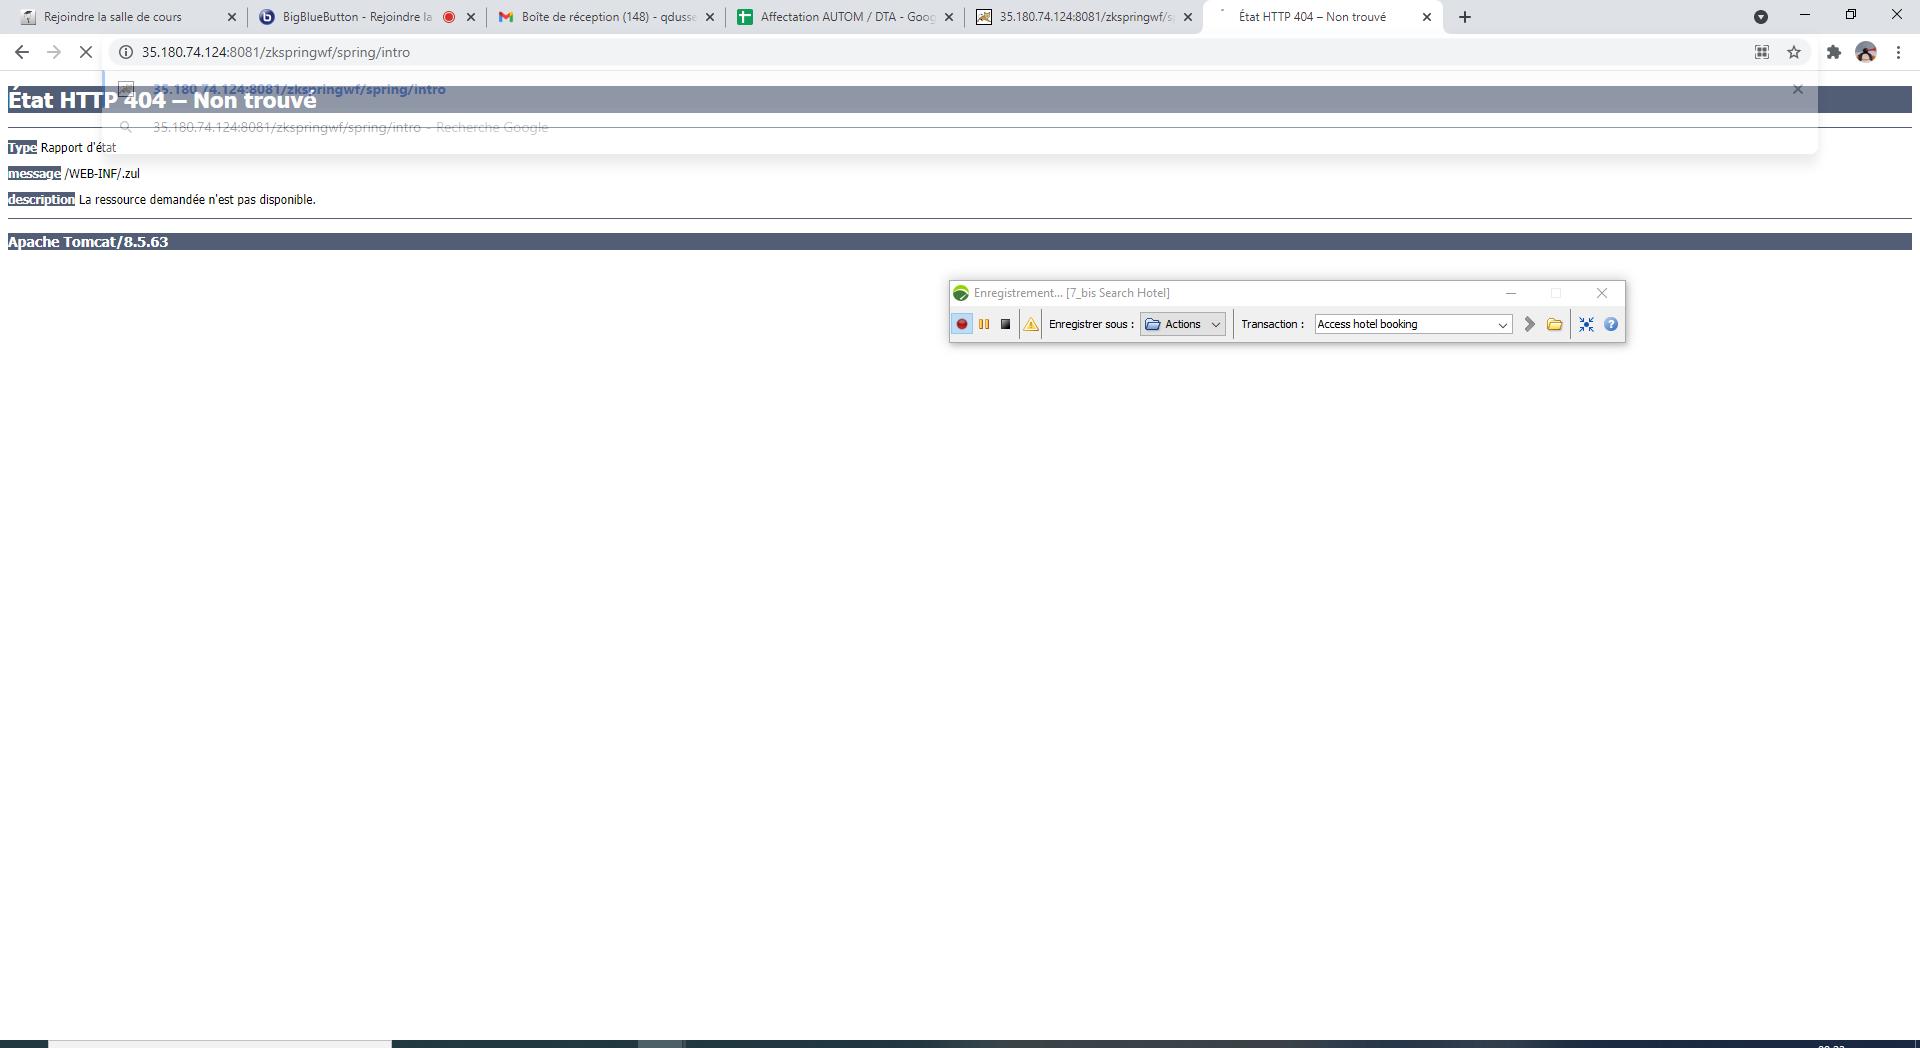 Rejoindre la salle de cours
BigBlueButton - Rejoindre la
Boîte de réception (148) - qdusse
Affectation AUTOM / DTA - Goog
35.180.74.124:8081/zkspringwf/s
État HTTP 404 – Non trouvé
35.180.74.124:8081/zkspringwf/spring/intro
35.180.74.124:8081/zkspringwf/spring/intro
État HTTP 404 – Non trouvé
35.180.74.124:8081/zkspringwf/spring/intro - Recherche Google
Type Rapport d'état
message /WEB-INF/.zul
description La ressource demandée n'est pas disponible.
Apache Tomcat/8.5.63
Enregistrement... [7_bis Search Hotel]
Enregistrer sous : Actions Transaction : Access hotel booking